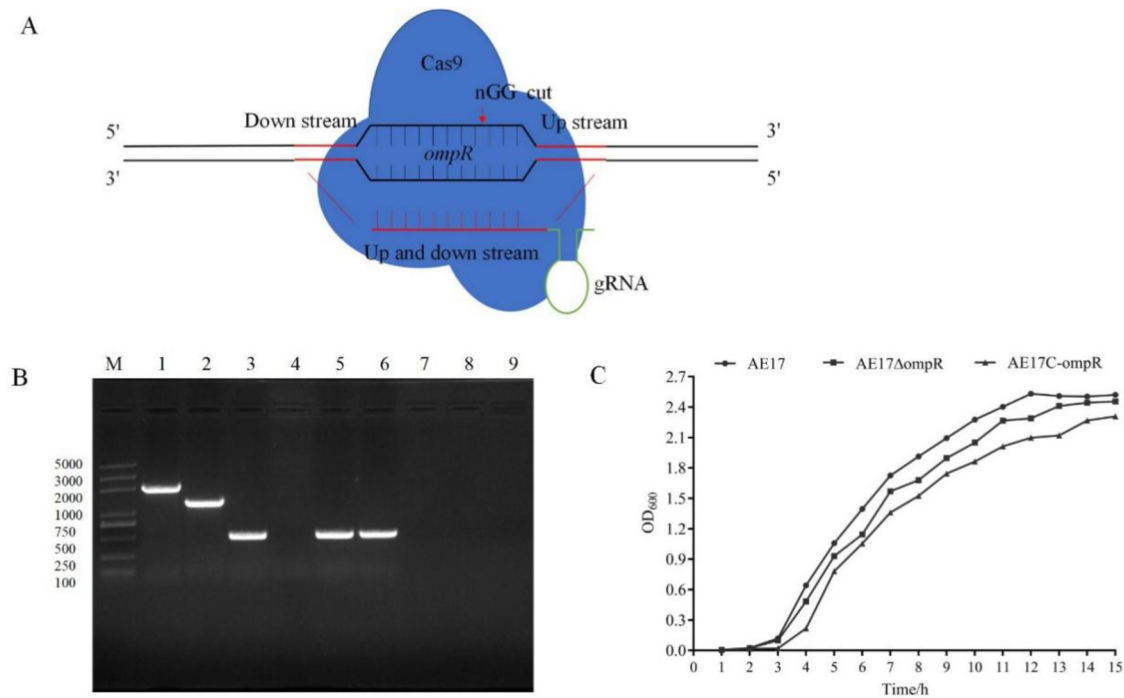 A
Cas9
nGG cut
Down stream
Up stream
5'
3'
ompR
3'
5'
Up and down stream
gRNA
B
M 1 2 3 4 5 6 7 8 9
5000
3000
2000
1000
750
500
250
100
C
AE17
AE17ΔompR
AE17C-ompR
2.7
2.4
2.1
1.8
1.5
1.2
0.9
0.6
0.3
0.0
OD600
0 1 2 3 4 5 6 7 8 9 10 11 12 13 14 15
Time/h